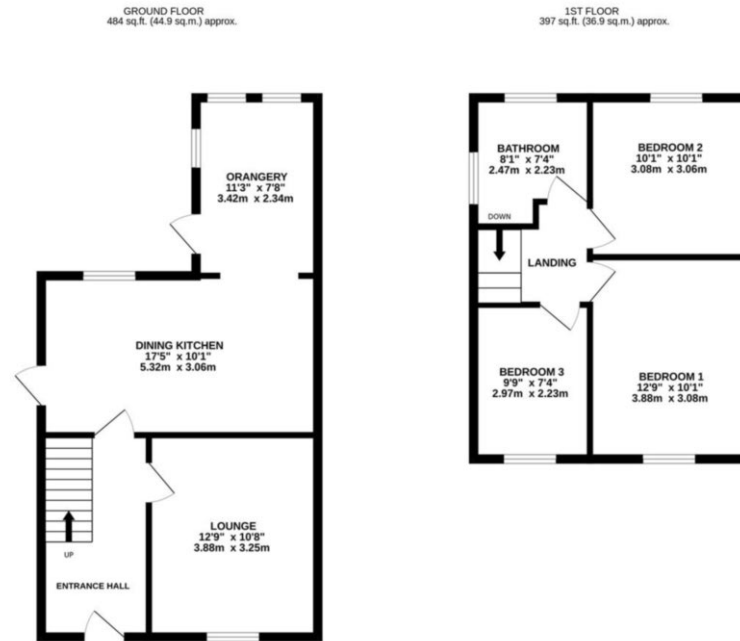 GROUND FLOOR
484 sq.ft. (44.9 sq.m.) approx.
1ST FLOOR
397 sq.ft. (36.9 sq.m.) approx.
ORANGERY
11'3" x 7'8"
3.42m x 2.34m
DINING KITCHEN
17'5" x 10'1"
5.32m x 3.06m
LOUNGE
12'9" x 10'8"
3.88m x 3.25m
UP
ENTRANCE HALL
BATHROOM
8'1" x 7'4"
2.47m x 2.23m
BEDROOM 2
10'1" x 10'1"
3.08m x 3.06m
DOWN
LANDING
BEDROOM 3
9'9" x 7'4"
2.97m x 2.23m
BEDROOM 1
12'9" x 10'1"
3.88m x 3.08m